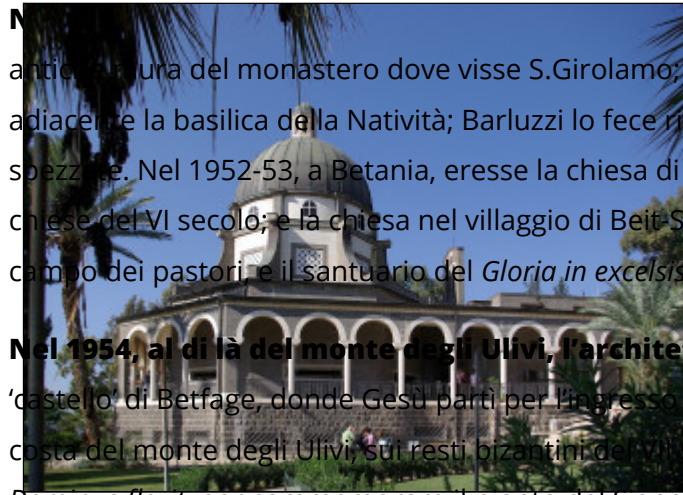 N
antiche mura del monastero dove visse S.Girolamo;
adiacente la basilica della Natività; Barluzzi lo fece ri
spezzate. Nel 1952-53, a Betania, eresse la chiesa di
chiese del VI secolo; e la chiesa nel villaggio di Beit-S
campo dei pastori, e il santuario del Gloria in excelsis
Nel 1954, al di là del monte degli Ulivi, l’archite
‘castello’ di Betfage, donde Gesù partì per l’ingresso
costa del monte degli Ulivi, sui resti bizantini del VII